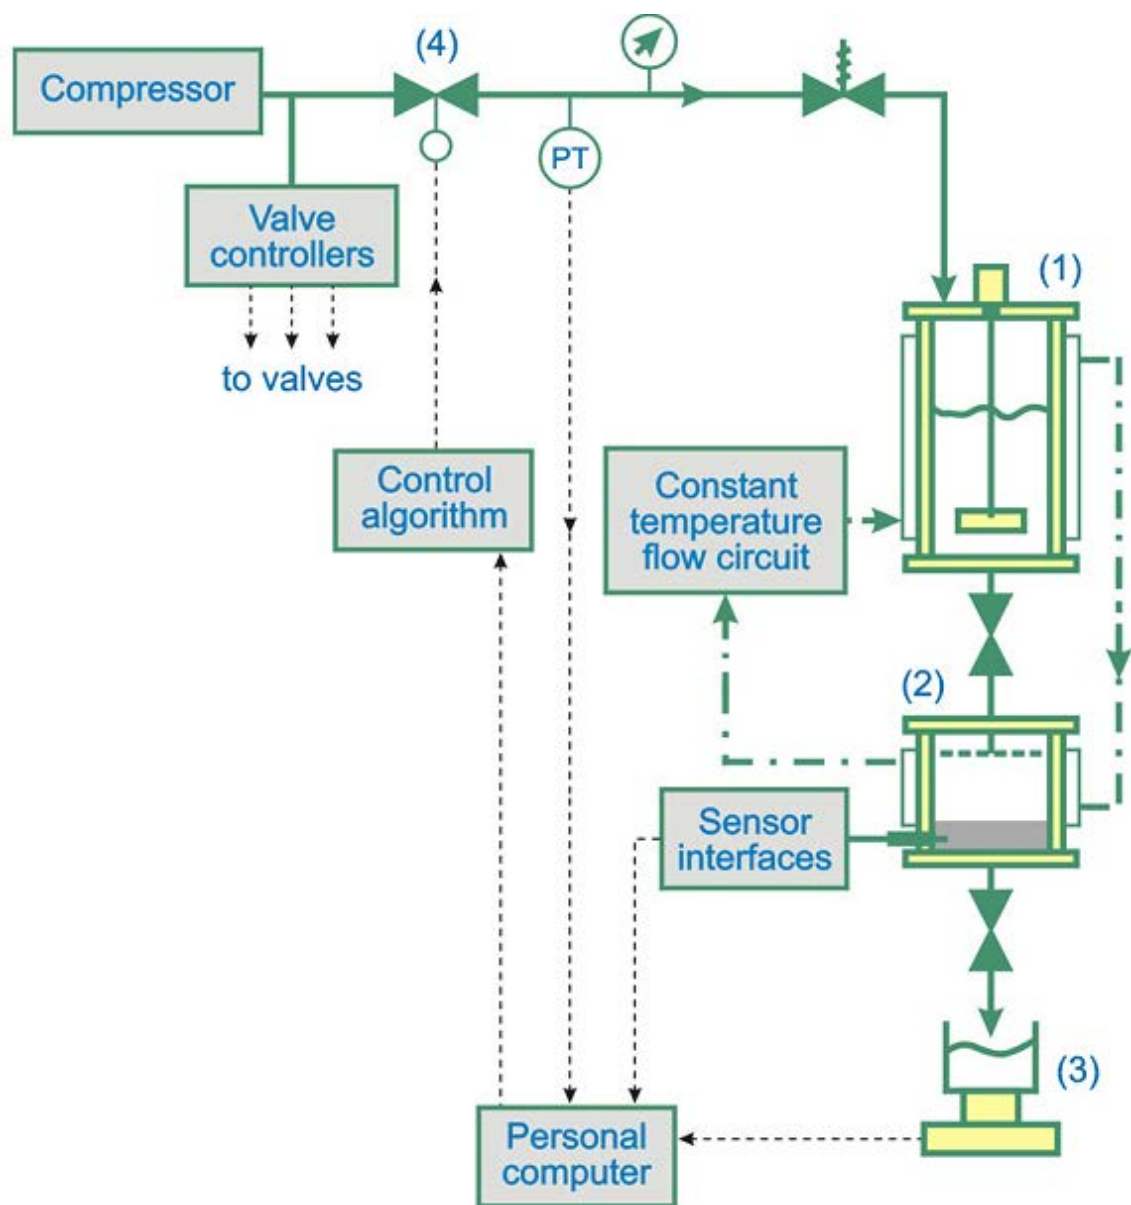 (4)
Compressor
PT
Valve
controllers
(1)
to valves
Control
algorithm
Constant
temperature
flow circuit
(2)
Sensor
interfaces
(3)
Personal
computer